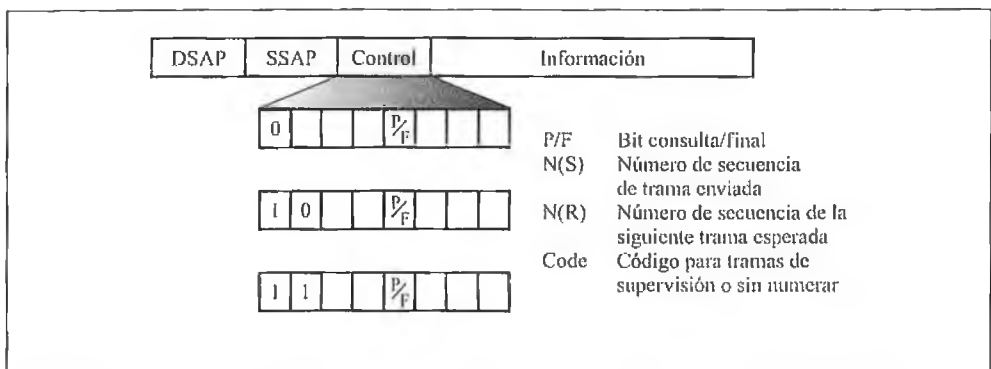 DSAP SSAP Control Información
0 P/F
1 0 P/F
1 1 P/F
P/F Bit consulta/final
N(S) Número de secuencia
de trama enviada
N(R) Número de secuencia de la
siguiente trama esperada
Code Código para tramas de
supervisión o sin numerar